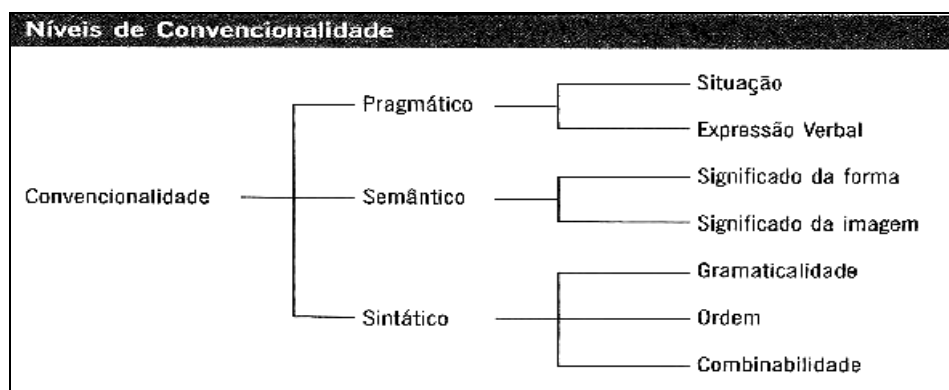 Níveis de Convencionalidade
Situação
Pragmático
Expressão Verbal
Significado da forma
Convencionalidade
Semântico
Significado da imagem
Gramaticalidade
Sintático
Ordem
Combinabilidade